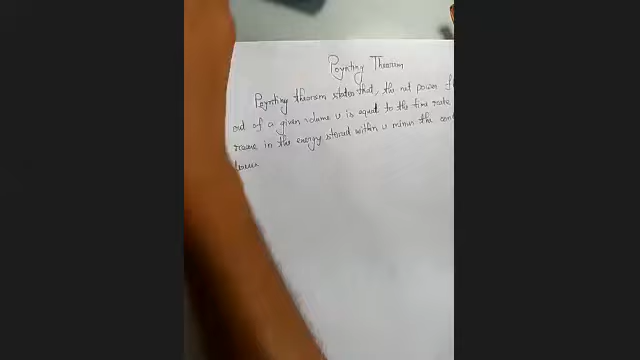 Poynting Theorem
Poynting theorem states that, the net power
out of a given volume v is equal to the time rate
in the energy stored within v minus the